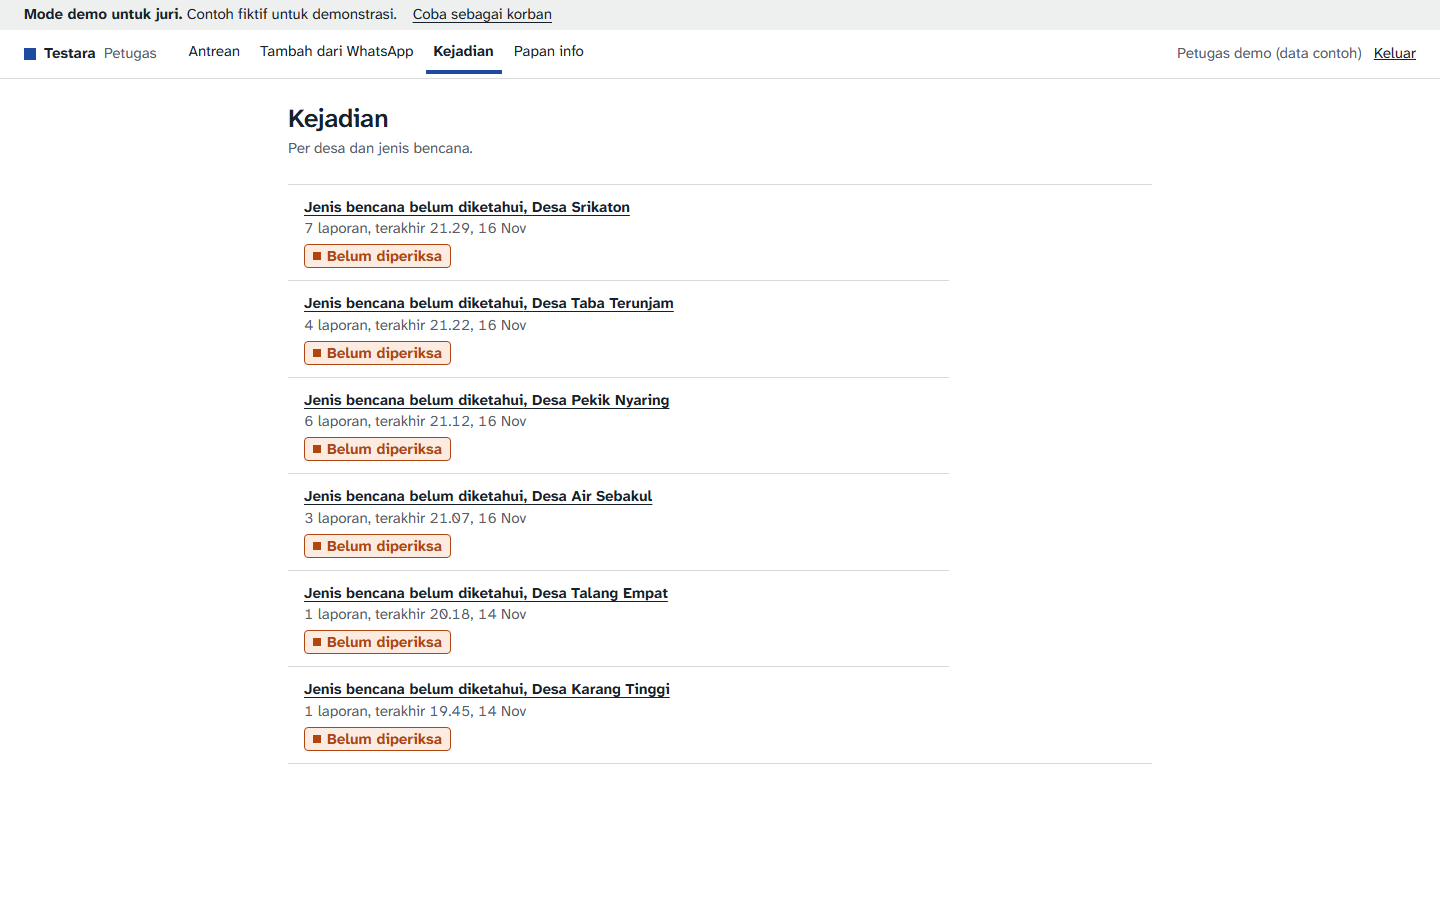 Mode demo untuk juri. Contoh fiktif untuk demonstrasi. Coba sebagai korban
Testara Petugas Antrean Tambah dari WhatsApp Kejadian Papan info Petugas demo (data contoh) Keluar
Kejadian
Per desa dan jenis bencana.
Jenis bencana belum diketahui, Desa Srikaton
7 laporan, terakhir 21.29, 16 Nov
Belum diperiksa
Jenis bencana belum diketahui, Desa Taba Terunjam
4 laporan, terakhir 21.22, 16 Nov
Belum diperiksa
Jenis bencana belum diketahui, Desa Pekik Nyaring
6 laporan, terakhir 21.12, 16 Nov
Belum diperiksa
Jenis bencana belum diketahui, Desa Air Sebakul
3 laporan, terakhir 21.07, 16 Nov
Belum diperiksa
Jenis bencana belum diketahui, Desa Talang Empat
1 laporan, terakhir 20.18, 14 Nov
Belum diperiksa
Jenis bencana belum diketahui, Desa Karang Tinggi
1 laporan, terakhir 19.45, 14 Nov
Belum diperiksa